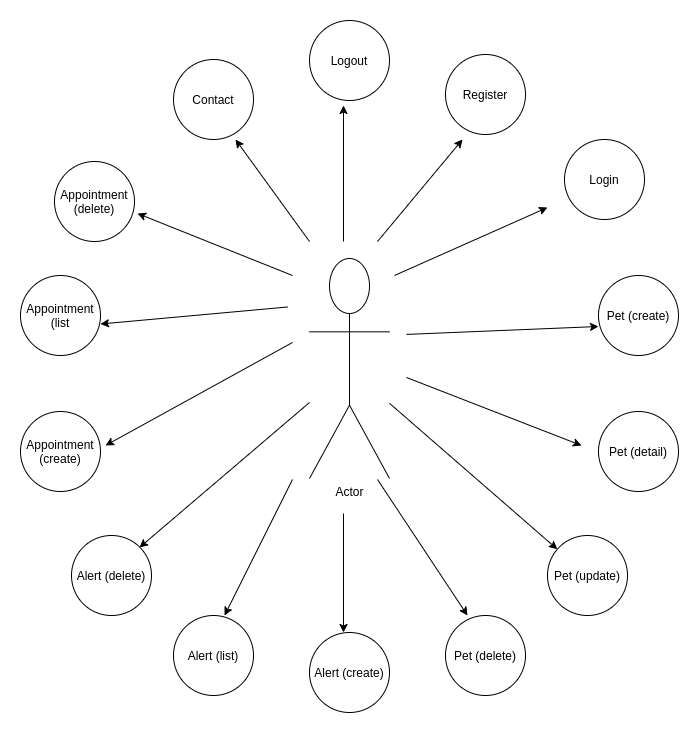 Logout
Contact
Register
Login
Appointment
(delete)
Appointment
(list
Pet (create)
Appointment
(create)
Pet (detail)
Actor
Alert (delete)
Pet (update)
Alert (list)
Alert (create)
Pet (delete)